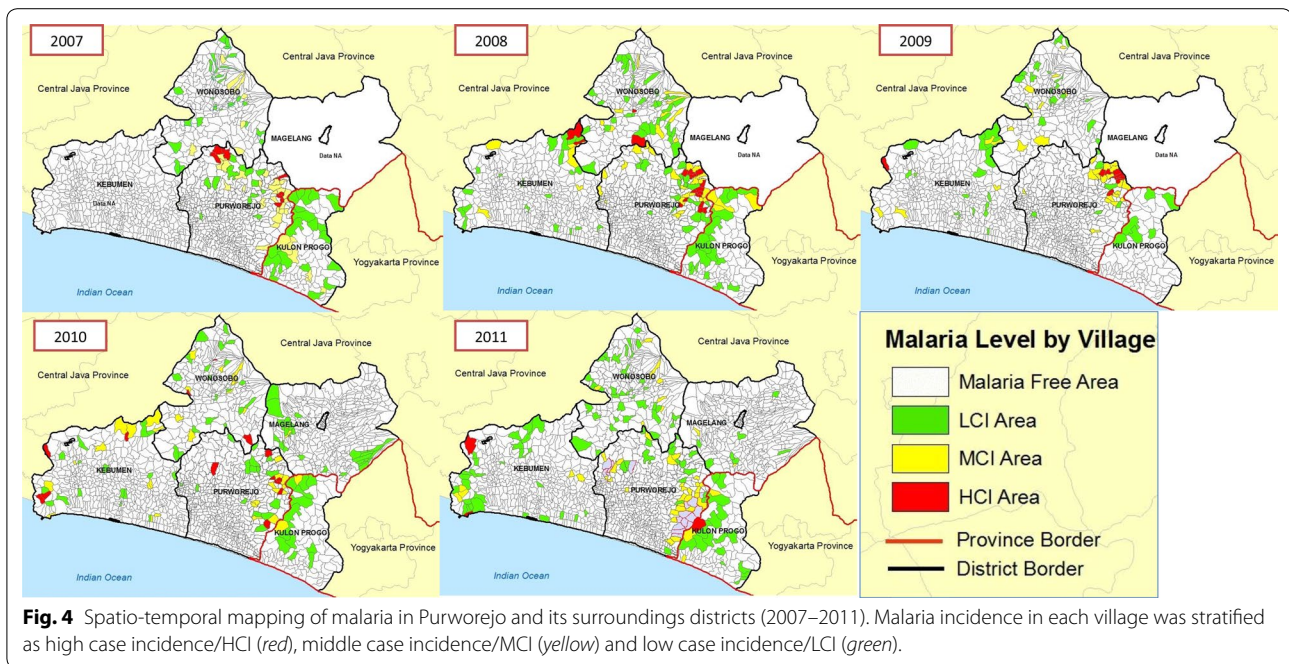 2007
Central Java Province
Central Java Province
WONOSOBO
MAGELANG
Data NA
KEBUMEN
Data NA
PURWOREJO
KULON PROGO
Yogyakarta Province
Indian Ocean
2008
Central Java Province
Central Java Province
WONOSOBO
MAGELANG
Data NA
KEBUMEN
PURWOREJO
KULON PROGO
Yogyakarta Province
Indian Ocean
2009
Central Java Province
Central Java Province
WONOSOBO
MAGELANG
Data NA
KEBUMEN
PURWOREJO
KULON PROGO
Yogyakarta Province
Indian Ocean
2010
Central Java Province
Central Java Province
WONOSOBO
MAGELANG
KEBUMEN
PURWOREJO
KULON PROGO
Yogyakarta Province
Indian Ocean
2011
Central Java Province
Central Java Province
WONOSOBO
MAGELANG
KEBUMEN
PURWOREJO
KULON PROGO
Yogyakarta Province
Indian Ocean
Malaria Level by Village
Malaria Free Area
LCI Area
MCI Area
HCI Area
Province Border
District Border
Fig. 4 Spatio-temporal mapping of malaria in Purworejo and its surroundings districts (2007–2011). Malaria incidence in each village was stratified
as high case incidence/HCI (red), middle case incidence/MCI (yellow) and low case incidence/LCI (green).